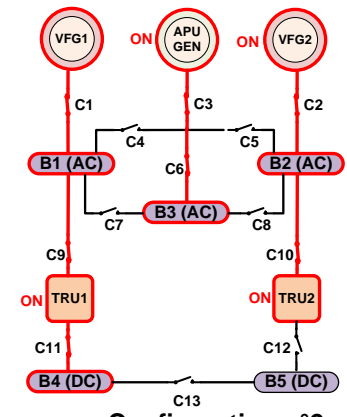 VFG1
ON
APU
GEN
ON
VFG2
C1
C3
C2
C4
C5
B1 (AC)
C6
B2 (AC)
C7
B3 (AC)
C8
C9
C10
ON
TRU1
ON
TRU2
C11
C12
B4 (DC)
C13
B5 (DC)